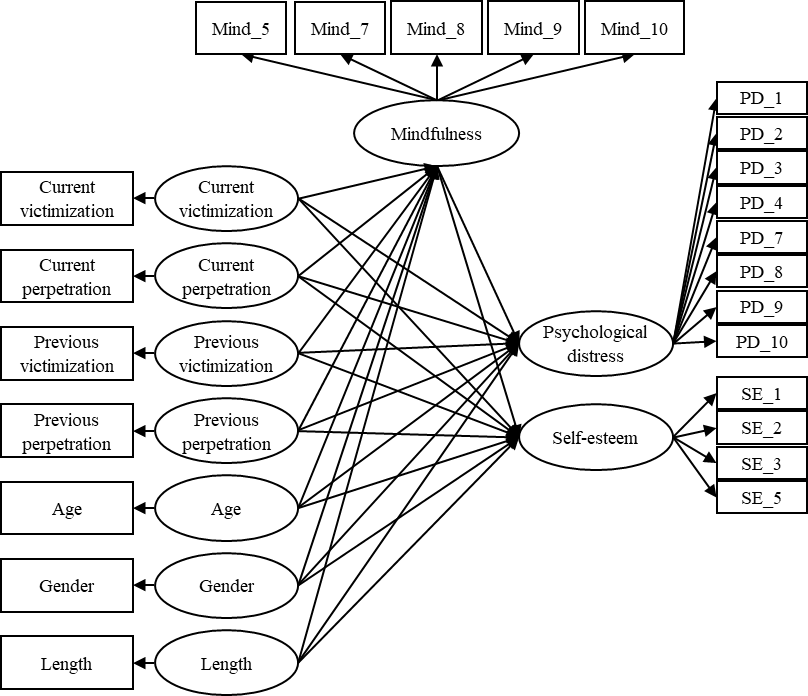 Mind_5 Mind_7 Mind_8 Mind_9 Mind_10
Mindfulness
Current
victimization
Current
victimization
Current
perpetration
Current
perpetration
Previous
victimization
Previous
victimization
Previous
perpetration
Previous
perpetration
Age
Age
Gender
Gender
Length
Length
Psychological
distress
Self-esteem
PD_1
PD_2
PD_3
PD_4
PD_7
PD_8
PD_9
PD_10
SE_1
SE_2
SE_3
SE_5